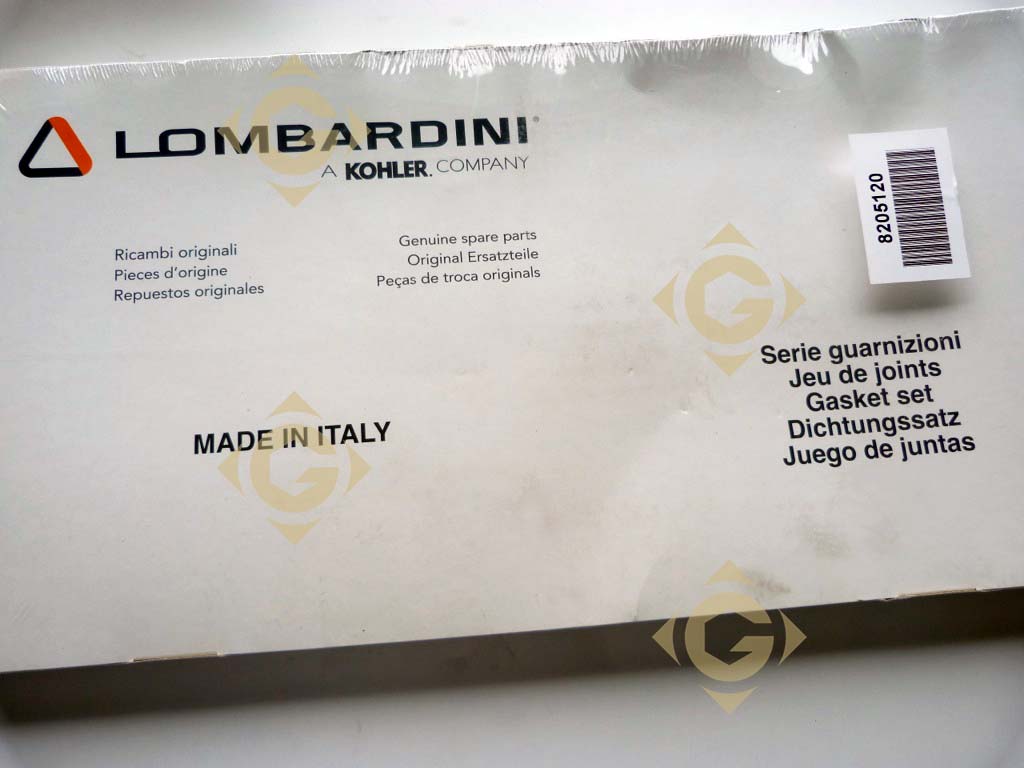 LOMBARDINI®
A KOHLER. COMPANY
Ricambi originali
Pieces d'origine
Repuestos originales
Genuine spare parts
Original Ersatzteile
Peças de troca originals
8205120
Serie guarnizioni
Jeu de joints
Gasket set
Dichtungssatz
Juego de juntas
MADE IN ITALY
G
G
G
G